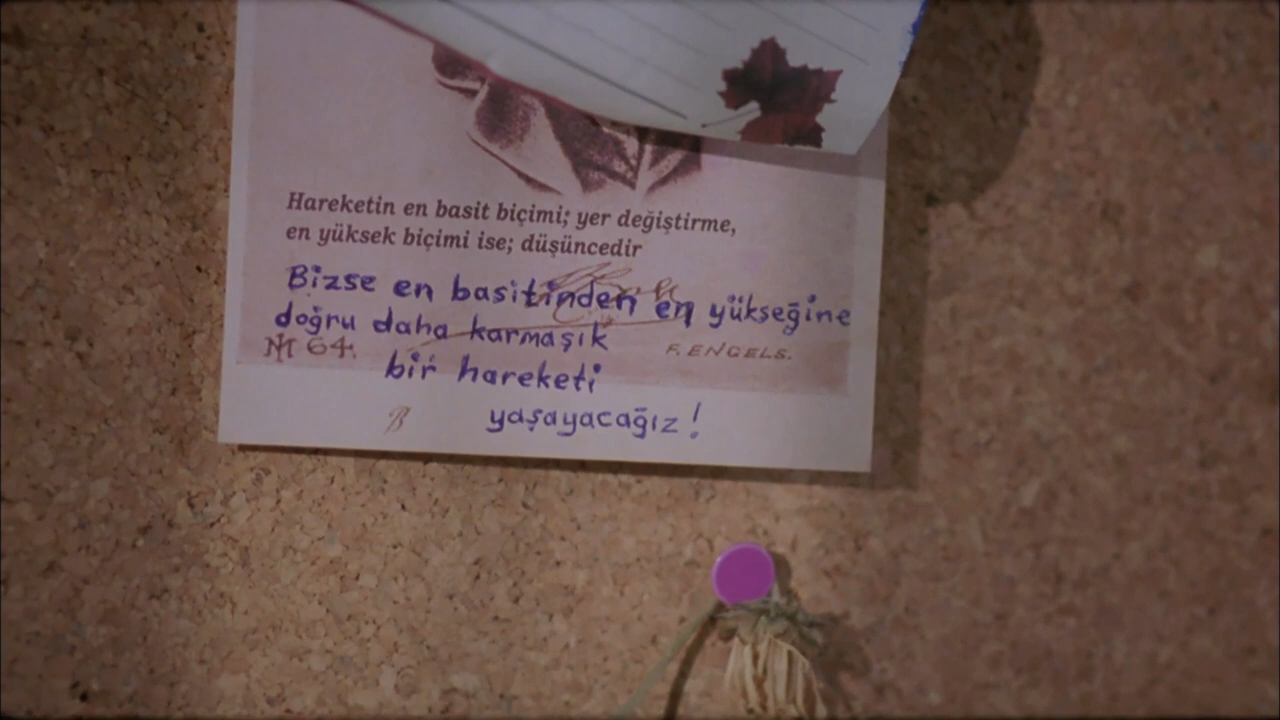 Hareketin en basit biçimi; yer değiştirme,
en yüksek biçimi ise; düşüncedir
Bizse en basitinden en yükseğine
doğru daha karmaşık
M 64. F. ENGELS.
bir hareketi
B yaşayacağız!